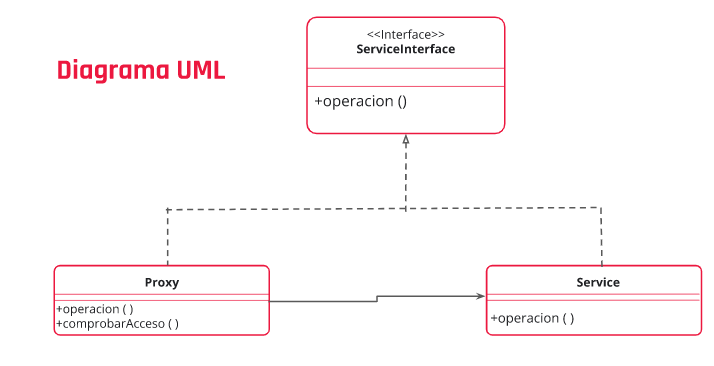 Diagrama UML
<<Interface>>
ServiceInterface
+operacion ()
Proxy
+operacion ( )
+comprobarAcceso ( )
Service
+operacion ( )